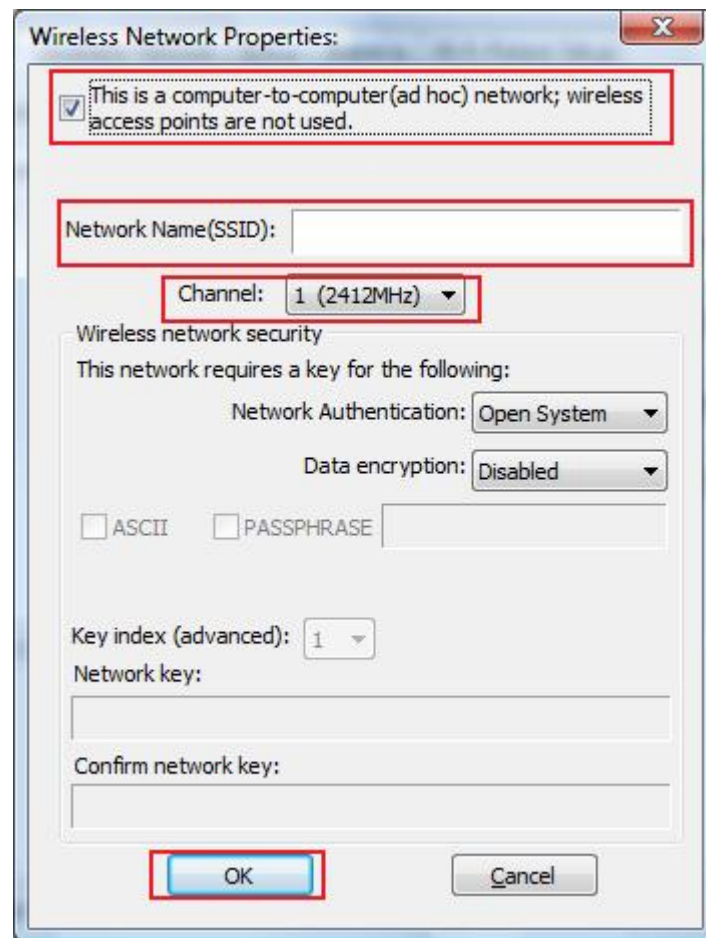 Wireless Network Properties:
This is a computer-to-computer(ad hoc) network; wireless
access points are not used.
Network Name(SSID):
Channel: 1 (2412MHz)
Wireless network security
This network requires a key for the following:
Network Authentication: Open System
Data encryption: Disabled
ASCII PASSPHRASE
Key index (advanced): 1
Network key:
Confirm network key:
OK Cancel